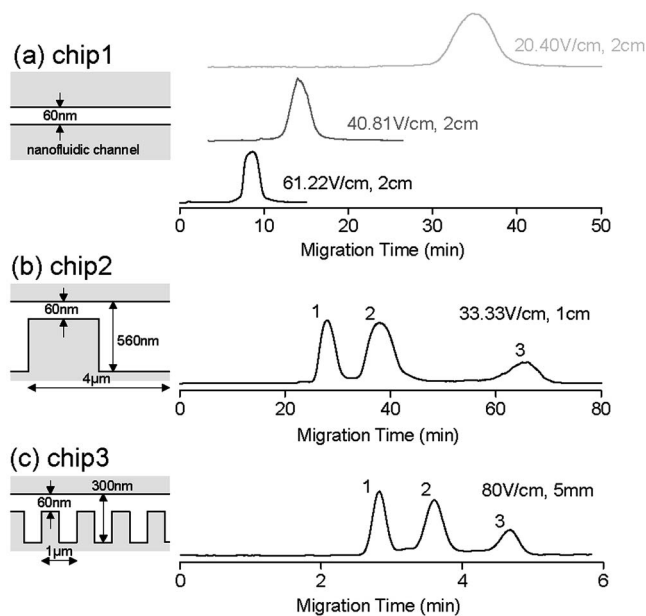 (a) chip1
60nm
nanofluidic channel
20.40V/cm, 2cm
40.81V/cm, 2cm
61.22V/cm, 2cm
0 10 20 30 40 50
Migration Time (min)
(b) chip2
60nm
560nm
4µm
1 2 3
33.33V/cm, 1cm
0 20 40 60 80
Migration Time (min)
(c) chip3
300nm
60nm
1µm
1 2 3
80V/cm, 5mm
0 2 4 6
Migration Time (min)